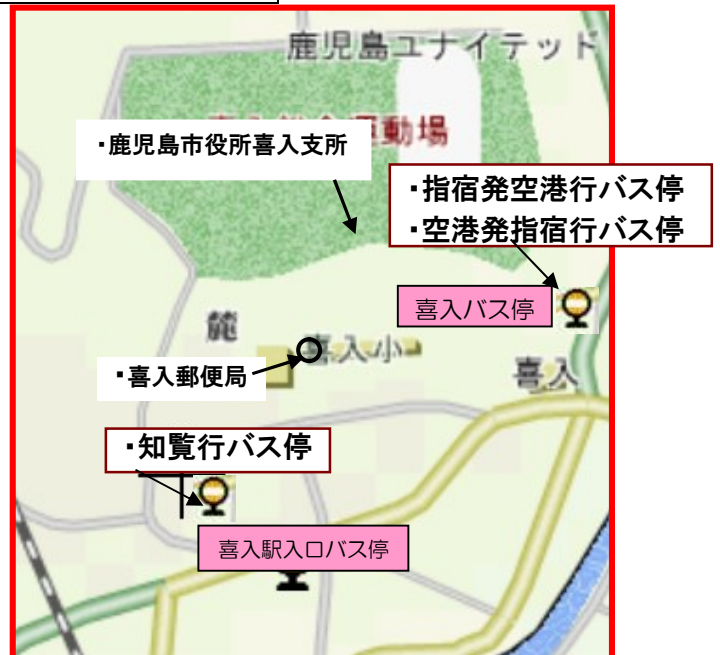 鹿児島ユナイテッド
動場
・鹿児島市役所喜入支所
・指宿発空港行バス停
・空港発指宿行バス停
喜入バス停
麓
喜入小
・喜入郵便局
喜入
・知覧行バス停
喜入駅入口バス停